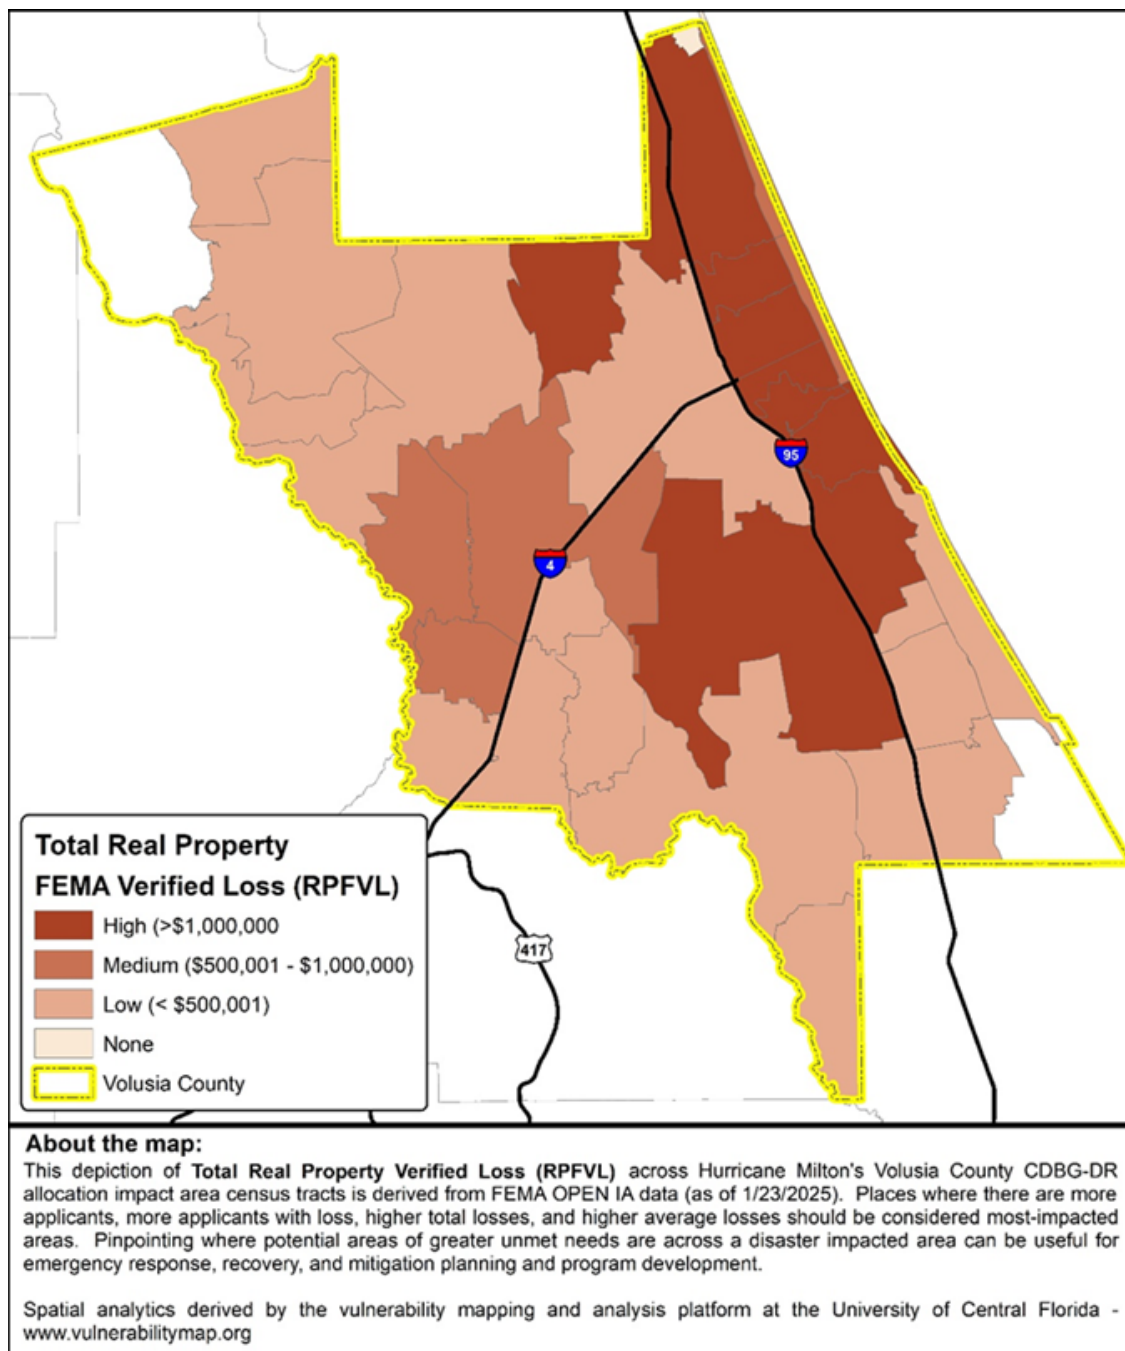 95
4
Total Real Property
FEMA Verified Loss (RPFVL)
High (>$1,000,000
Medium ($500,001 - $1,000,000)
Low (< $500,001)
None
Volusia County
417
About the map:
This depiction of Total Real Property Verified Loss (RPFVL) across Hurricane Milton's Volusia County CDBG-DR
allocation impact area census tracts is derived from FEMA OPEN IA data (as of 1/23/2025). Places where there are more
applicants, more applicants with loss, higher total losses, and higher average losses should be considered most-impacted
areas. Pinpointing where potential areas of greater unmet needs are across a disaster impacted area can be useful for
emergency response, recovery, and mitigation planning and program development.
Spatial analytics derived by the vulnerability mapping and analysis platform at the University of Central Florida -
www.vulnerabilitymap.org